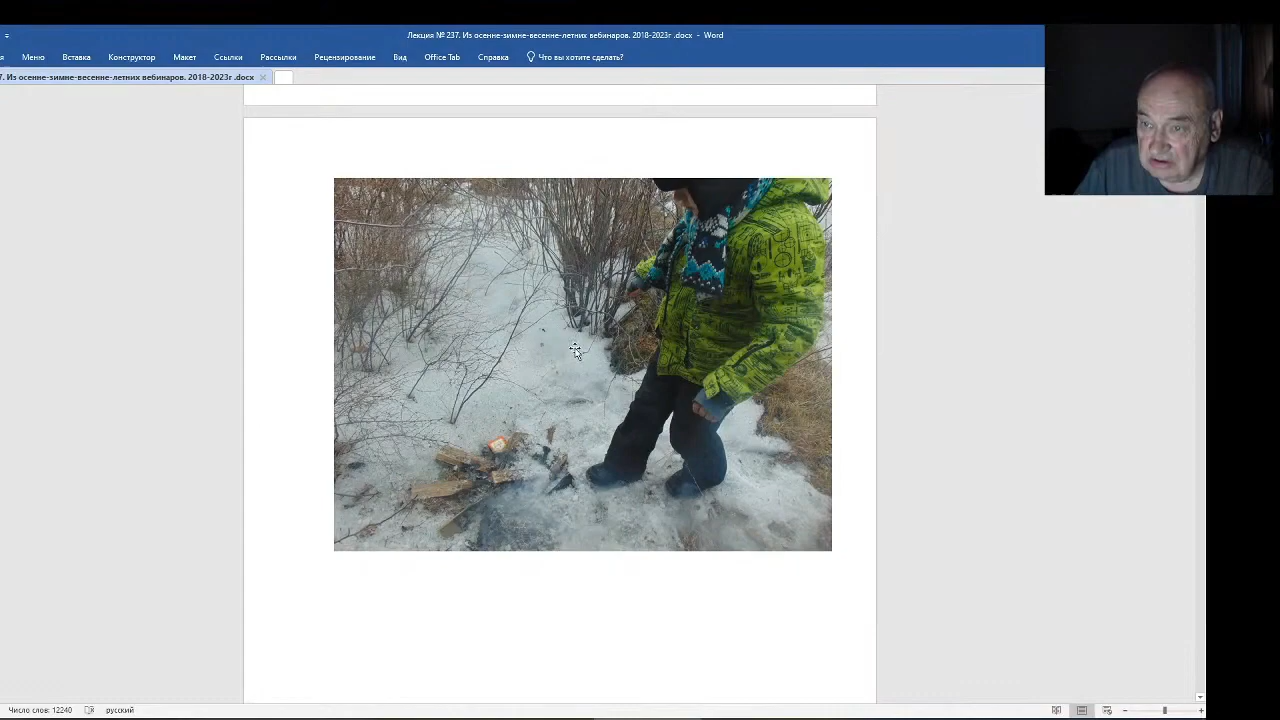 Лекция № 237. Из осенне-зимне-весенне-летних вебинаров. 2018-2023г .docx - Word
я Меню Вставка Конструктор Макет Ссылки Рассылки Рецензирование Вид Office Tab Справка Что вы хотите сделать?
7. Из осенне-зимне-весенне-летних вебинаров. 2018-2023г .docx
Число слов: 12240 русский